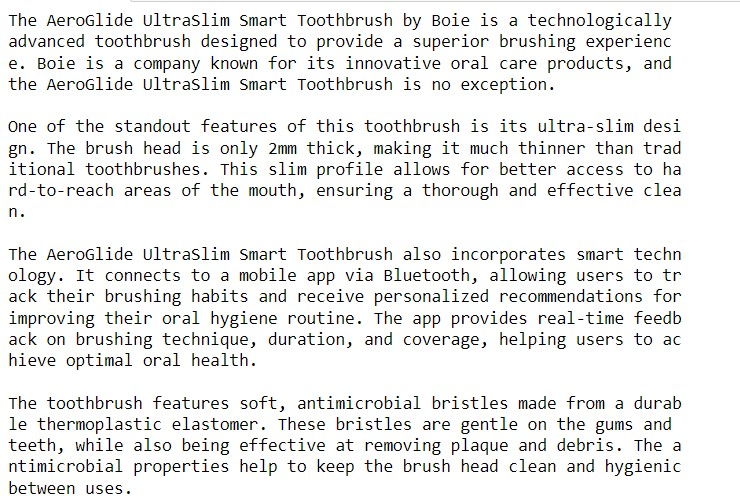 The AeroGlide UltraSlim Smart Toothbrush by Boie is a technologically
advanced toothbrush designed to provide a superior brushing experienc
e. Boie is a company known for its innovative oral care products, and
the AeroGlide UltraSlim Smart Toothbrush is no exception.

One of the standout features of this toothbrush is its ultra-slim desi
gn. The brush head is only 2mm thick, making it much thinner than trad
itional toothbrushes. This slim profile allows for better access to ha
rd-to-reach areas of the mouth, ensuring a thorough and effective clea
n.

The AeroGlide UltraSlim Smart Toothbrush also incorporates smart techn
ology. It connects to a mobile app via Bluetooth, allowing users to tr
ack their brushing habits and receive personalized recommendations for
improving their oral hygiene routine. The app provides real-time feedb
ack on brushing technique, duration, and coverage, helping users to ac
hieve optimal oral health.

The toothbrush features soft, antimicrobial bristles made from a durab
le thermoplastic elastomer. These bristles are gentle on the gums and
teeth, while also being effective at removing plaque and debris. The a
ntimicrobial properties help to keep the brush head clean and hygienic
between uses.